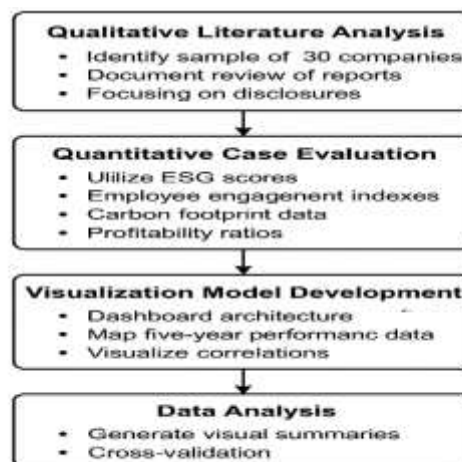 Qualitative Literature Analysis
• Identify sample of 30 companies
• Document review of reports
• Focusing on disclosures
Quantitative Case Evaluation
• Ulilize ESG scores
• Employee engagenent indexes
• Carbon footprint data
• Profitability ratios
Visualization Model Development
• Dashboard architecture
• Map five-year performanc data
• Visualize correlations
Data Analysis
• Generate visual summaries
• Cross-validation